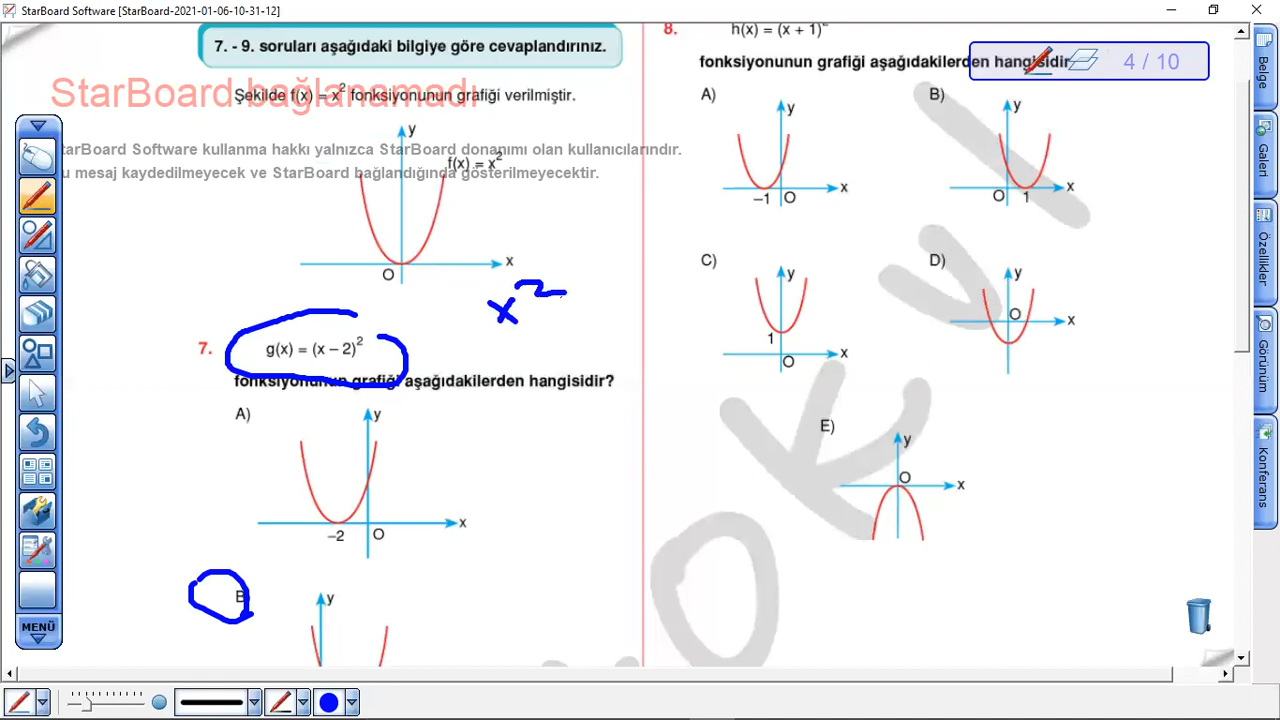 StarBoard Software [StarBoard-2021-01-06-10-31-12]
7. - 9. soruları aşağıdaki bilgiye göre cevaplandırınız.
StarBoard bağlanamadı
Şekilde f(x) = x² fonksiyonunun grafiği verilmiştir.
StarBoard Software kullanma hakkı yalnızca StarBoard donanımı olan kullanıcılarındır.
Bu mesaj kaydedilmeyecek ve StarBoard bağlandığında gösterilmeyecektir.
y
f(x) = x²
x
O
x²
7. g(x) = (x – 2)²
fonksiyonunun grafiği aşağıdakilerden hangisidir?
A)
y
x
–2 O
B
y
8. h(x) = (x + 1)²
fonksiyonunun grafiği aşağıdakilerden hangisidir
A)
y
x
–1 O
B)
y
x
O 1
C)
y
1
x
O
D)
y
O
x
E)
y
O
x
4 / 10
MENÜ
Belge
Galeri
Özellikler
Görünüm
Konferans